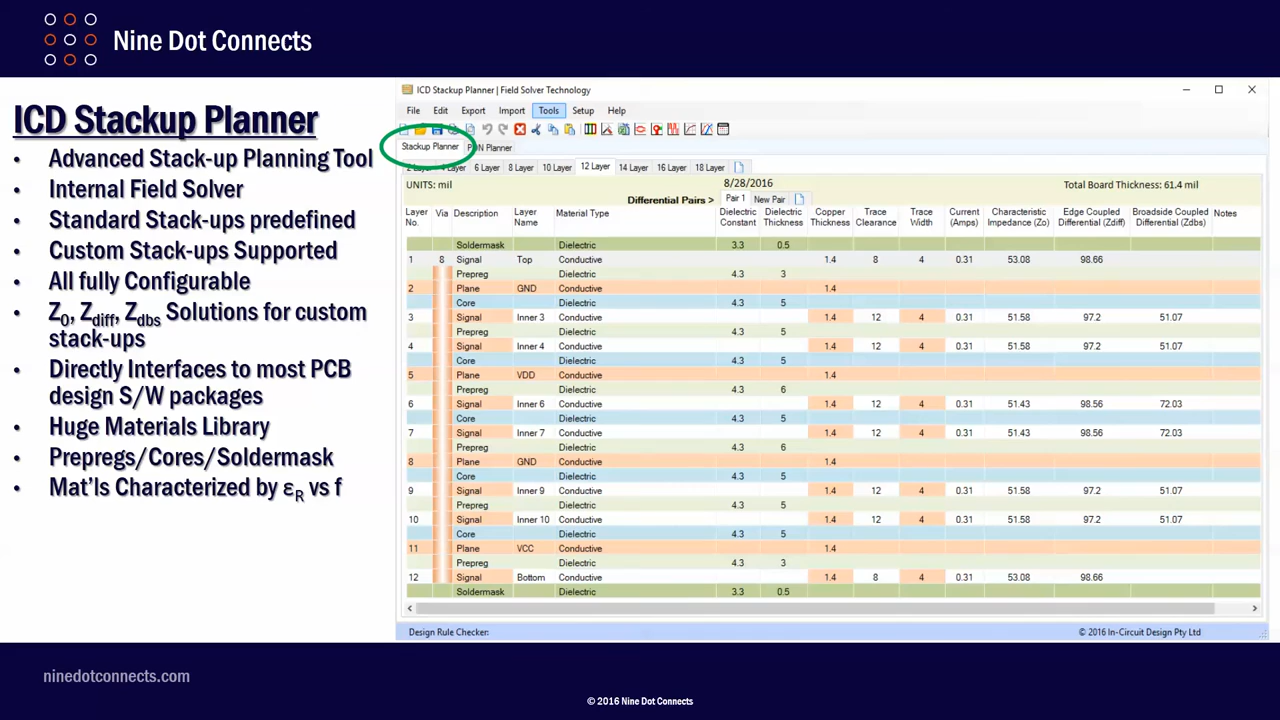 Nine Dot Connects
ICD Stackup Planner
• Advanced Stack-up Planning Tool
• Internal Field Solver
• Standard Stack-ups predefined
• Custom Stack-ups Supported
• All fully Configurable
• Z0, Zdiff, Zdbs Solutions for custom
stack-ups
• Directly Interfaces to most PCB
design S/W packages
• Huge Materials Library
• Prepregs/Cores/Soldermask
• Mat'ls Characterized by εR vs f
ICD Stackup Planner | Field Solver Technology
File Edit Export Import Tools Setup Help
Stackup Planner PDN Planner
Layer 6 Layer 8 Layer 10 Layer 12 Layer 14 Layer 16 Layer 18 Layer
UNITS: mil 8/28/2016 Total Board Thickness: 61.4 mil
Differential Pairs > Pair 1 New Pair
Layer Via Description Layer Material Type Dielectric Dielectric Copper Trace Trace Current Characteristic Edge Coupled Broadside Coupled Notes
No. Name Constant Thickness Thickness Clearance Width (Amps) Impedance (Zo) Differential (Zdiff) Differential (Zdbs)
Soldermask Dielectric 3.3 0.5
1 8 Signal Top Conductive 1.4 8 4 0.31 53.08 98.66
Prepreg Dielectric 4.3 3
2 Plane GND Conductive 1.4
Core Dielectric 4.3 5
3 Signal Inner 3 Conductive 1.4 12 4 0.31 51.58 97.2 51.07
Prepreg Dielectric 4.3 5
4 Signal Inner 4 Conductive 1.4 12 4 0.31 51.58 97.2 51.07
Core Dielectric 4.3 5
5 Plane VDD Conductive 1.4
Prepreg Dielectric 4.3 6
6 Signal Inner 6 Conductive 1.4 12 4 0.31 51.43 98.56 72.03
Core Dielectric 4.3 5
7 Signal Inner 7 Conductive 1.4 12 4 0.31 51.43 98.56 72.03
Prepreg Dielectric 4.3 6
8 Plane GND Conductive 1.4
Core Dielectric 4.3 5
9 Signal Inner 9 Conductive 1.4 12 4 0.31 51.58 97.2 51.07
Prepreg Dielectric 4.3 5
10 Signal Inner 10 Conductive 1.4 12 4 0.31 51.58 97.2 51.07
Core Dielectric 4.3 5
11 Plane VCC Conductive 1.4
Prepreg Dielectric 4.3 3
12 Signal Bottom Conductive 1.4 8 4 0.31 53.08 98.66
Soldermask Dielectric 3.3 0.5
Design Rule Checker: © 2016 In-Circuit Design Pty Ltd
ninedotconnects.com
© 2016 Nine Dot Connects